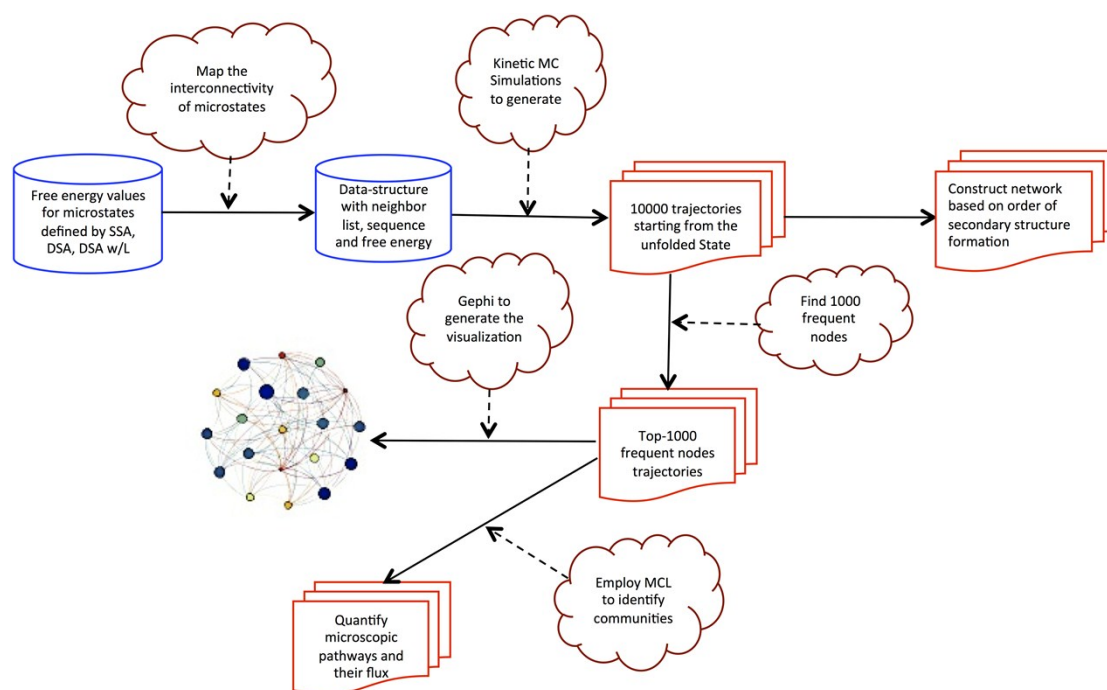 Map the
interconnectivity
of microstates
Kinetic MC
Simulations
to generate
Free energy values
for microstates
defined by SSA,
DSA, DSA w/L
Data-structure
with neighbor
list, sequence
and free energy
10000 trajectories
starting from the
unfolded State
Construct network
based on order of
secondary structure
formation
Gephi to
generate the
visualization
Find 1000
frequent
nodes
Top-1000
frequent nodes
trajectories
Employ MCL
to identify
communities
Quantify
microscopic
pathways and
their flux